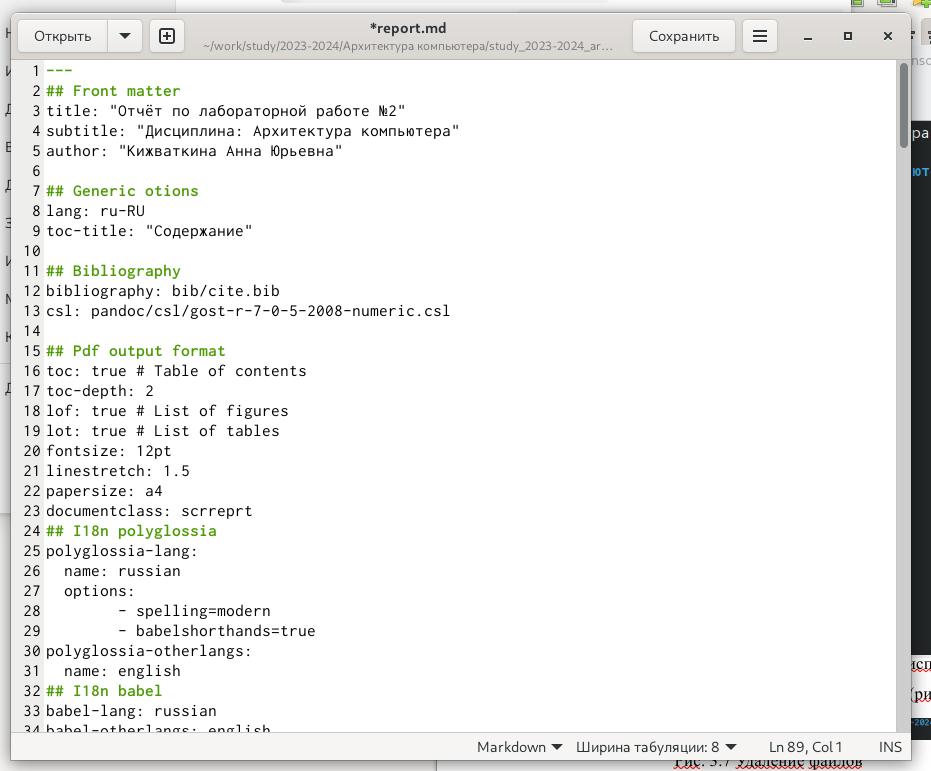 Открыть
*report.md
~/work/study/2023-2024/Архитектура компьютера/study_2023-2024_ar…
Сохранить
1 ---
2 ## Front matter
3 title: "Отчёт по лабораторной работе №2"
4 subtitle: "Дисциплина: Архитектура компьютера"
5 author: "Кижваткина Анна Юрьевна"
6
7 ## Generic otions
8 lang: ru-RU
9 toc-title: "Содержание"
10
11 ## Bibliography
12 bibliography: bib/cite.bib
13 csl: pandoc/csl/gost-r-7-0-5-2008-numeric.csl
14
15 ## Pdf output format
16 toc: true # Table of contents
17 toc-depth: 2
18 lof: true # List of figures
19 lot: true # List of tables
20 fontsize: 12pt
21 linestretch: 1.5
22 papersize: a4
23 documentclass: scrreprt
24 ## I18n polyglossia
25 polyglossia-lang:
26   name: russian
27   options:
28         - spelling=modern
29         - babelshorthands=true
30 polyglossia-otherlangs:
31   name: english
32 ## I18n babel
33 babel-lang: russian
34 babel-otherlangs: english
Markdown
Ширина табуляции: 8
Ln 89, Col 1
INS
Рис. 3.7 Удаление файлов